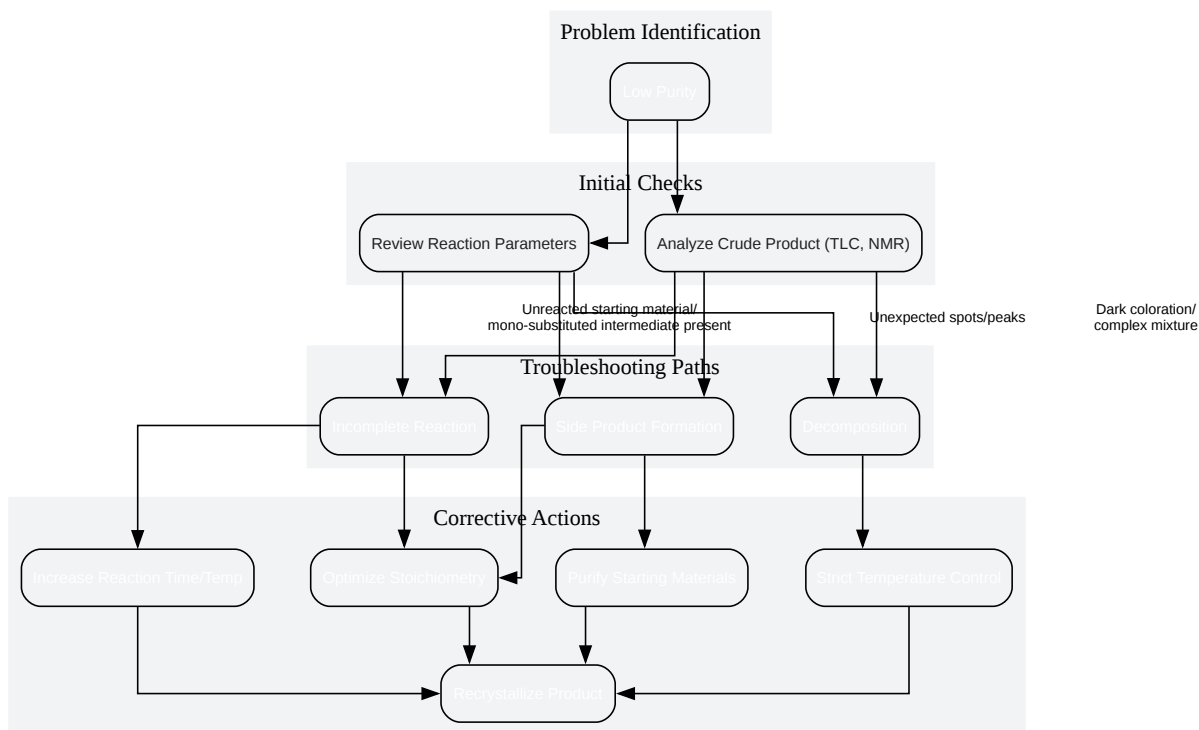 Problem Identification
Low Purity
Initial Checks
Review Reaction Parameters
Analyze Crude Product (TLC, NMR)
Unreacted starting material/
mono-substituted intermediate present
Unexpected spots/peaks
Dark coloration/
complex mixture
Troubleshooting Paths
Incomplete Reaction
Side Product Formation
Decomposition
Corrective Actions
Increase Reaction Time/Temp
Optimize Stoichiometry
Purify Starting Materials
Strict Temperature Control
Recrystallize Product